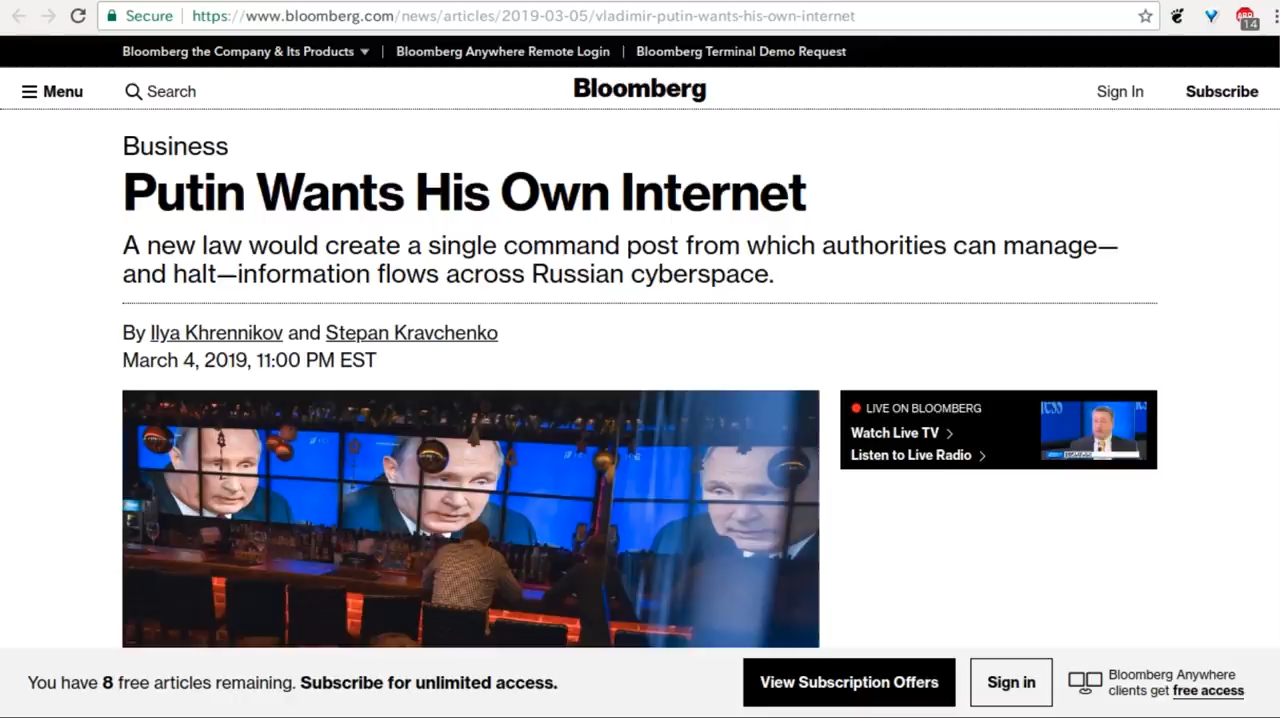 Secure https://www.bloomberg.com/news/articles/2019-03-05/vladimir-putin-wants-his-own-internet
14
Bloomberg the Company & Its Products | Bloomberg Anywhere Remote Login | Bloomberg Terminal Demo Request
Menu Search Bloomberg Sign In Subscribe
Business
Putin Wants His Own Internet
A new law would create a single command post from which authorities can manage—
and halt—information flows across Russian cyberspace.
By Ilya Khrennikov and Stepan Kravchenko
March 4, 2019, 11:00 PM EST
LIVE ON BLOOMBERG
Watch Live TV
Listen to Live Radio
You have 8 free articles remaining. Subscribe for unlimited access.
View Subscription Offers
Sign in
Bloomberg Anywhere
clients get free access